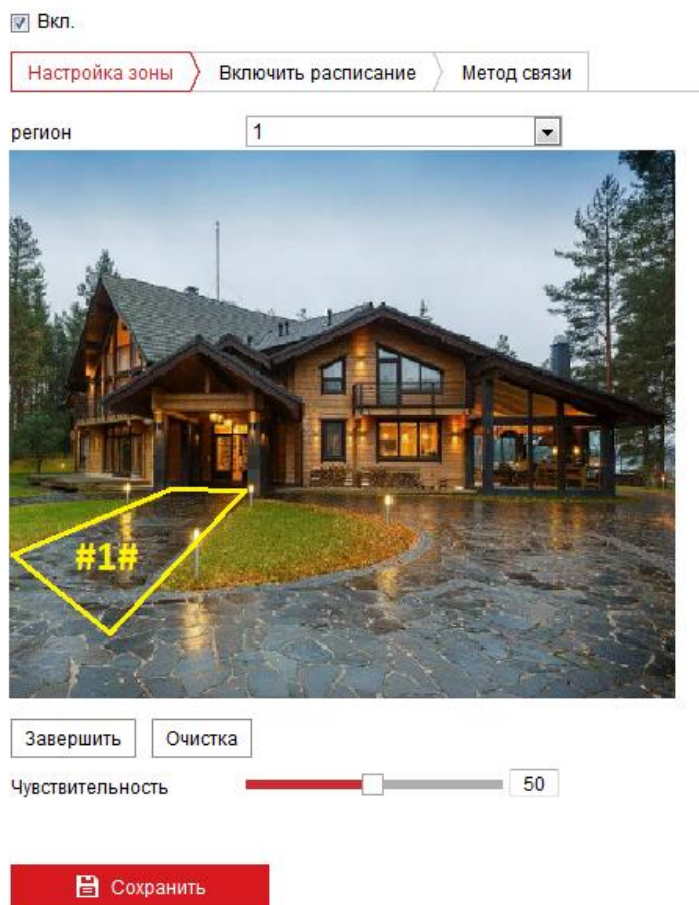 Вкл.
Настройка зоны Включить расписание Метод связи
регион 1
#1#
Завершить Очистка
Чувствительность 50
Сохранить